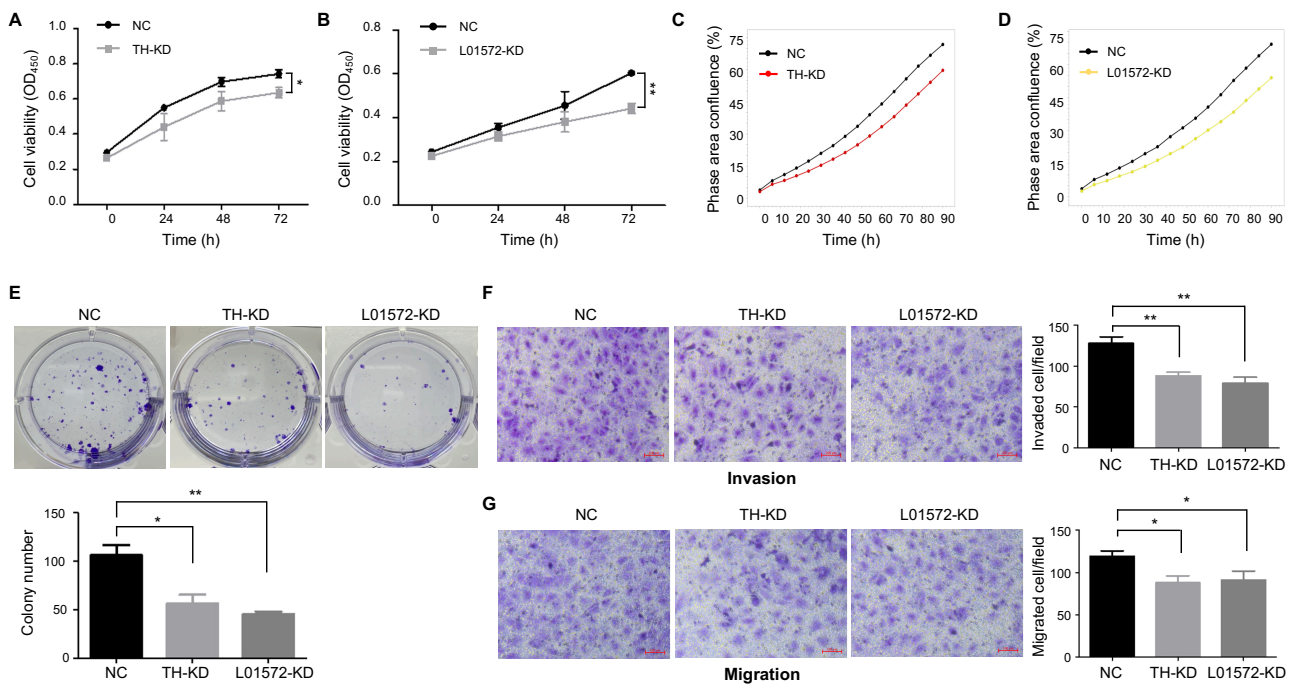 A
NC
TH-KD
Cell viability (OD450)
1.0
0.8
0.6
0.4
0.2
0.0
*
0 24 48 72
Time (h)
B
NC
L01572-KD
Cell viability (OD450)
0.8
0.6
0.4
0.2
0.0
**
0 24 48 72
Time (h)
C
NC
TH-KD
Phase area confluence (%)
75
60
45
30
15
0
0 10 20 30 40 50 60 70 80 90
Time (h)
D
NC
L01572-KD
Phase area confluence (%)
75
60
45
30
15
0
0 10 20 30 40 50 60 70 80 90
Time (h)
E
NC TH-KD L01572-KD
Colony number
150
100
50
0
*
**
NC TH-KD L01572-KD
F
NC TH-KD L01572-KD
Invasion
Invaded cell/field
150
100
50
0
**
**
NC TH-KD L01572-KD
G
NC TH-KD L01572-KD
Migration
Migrated cell/field
150
100
50
0
*
*
NC TH-KD L01572-KD